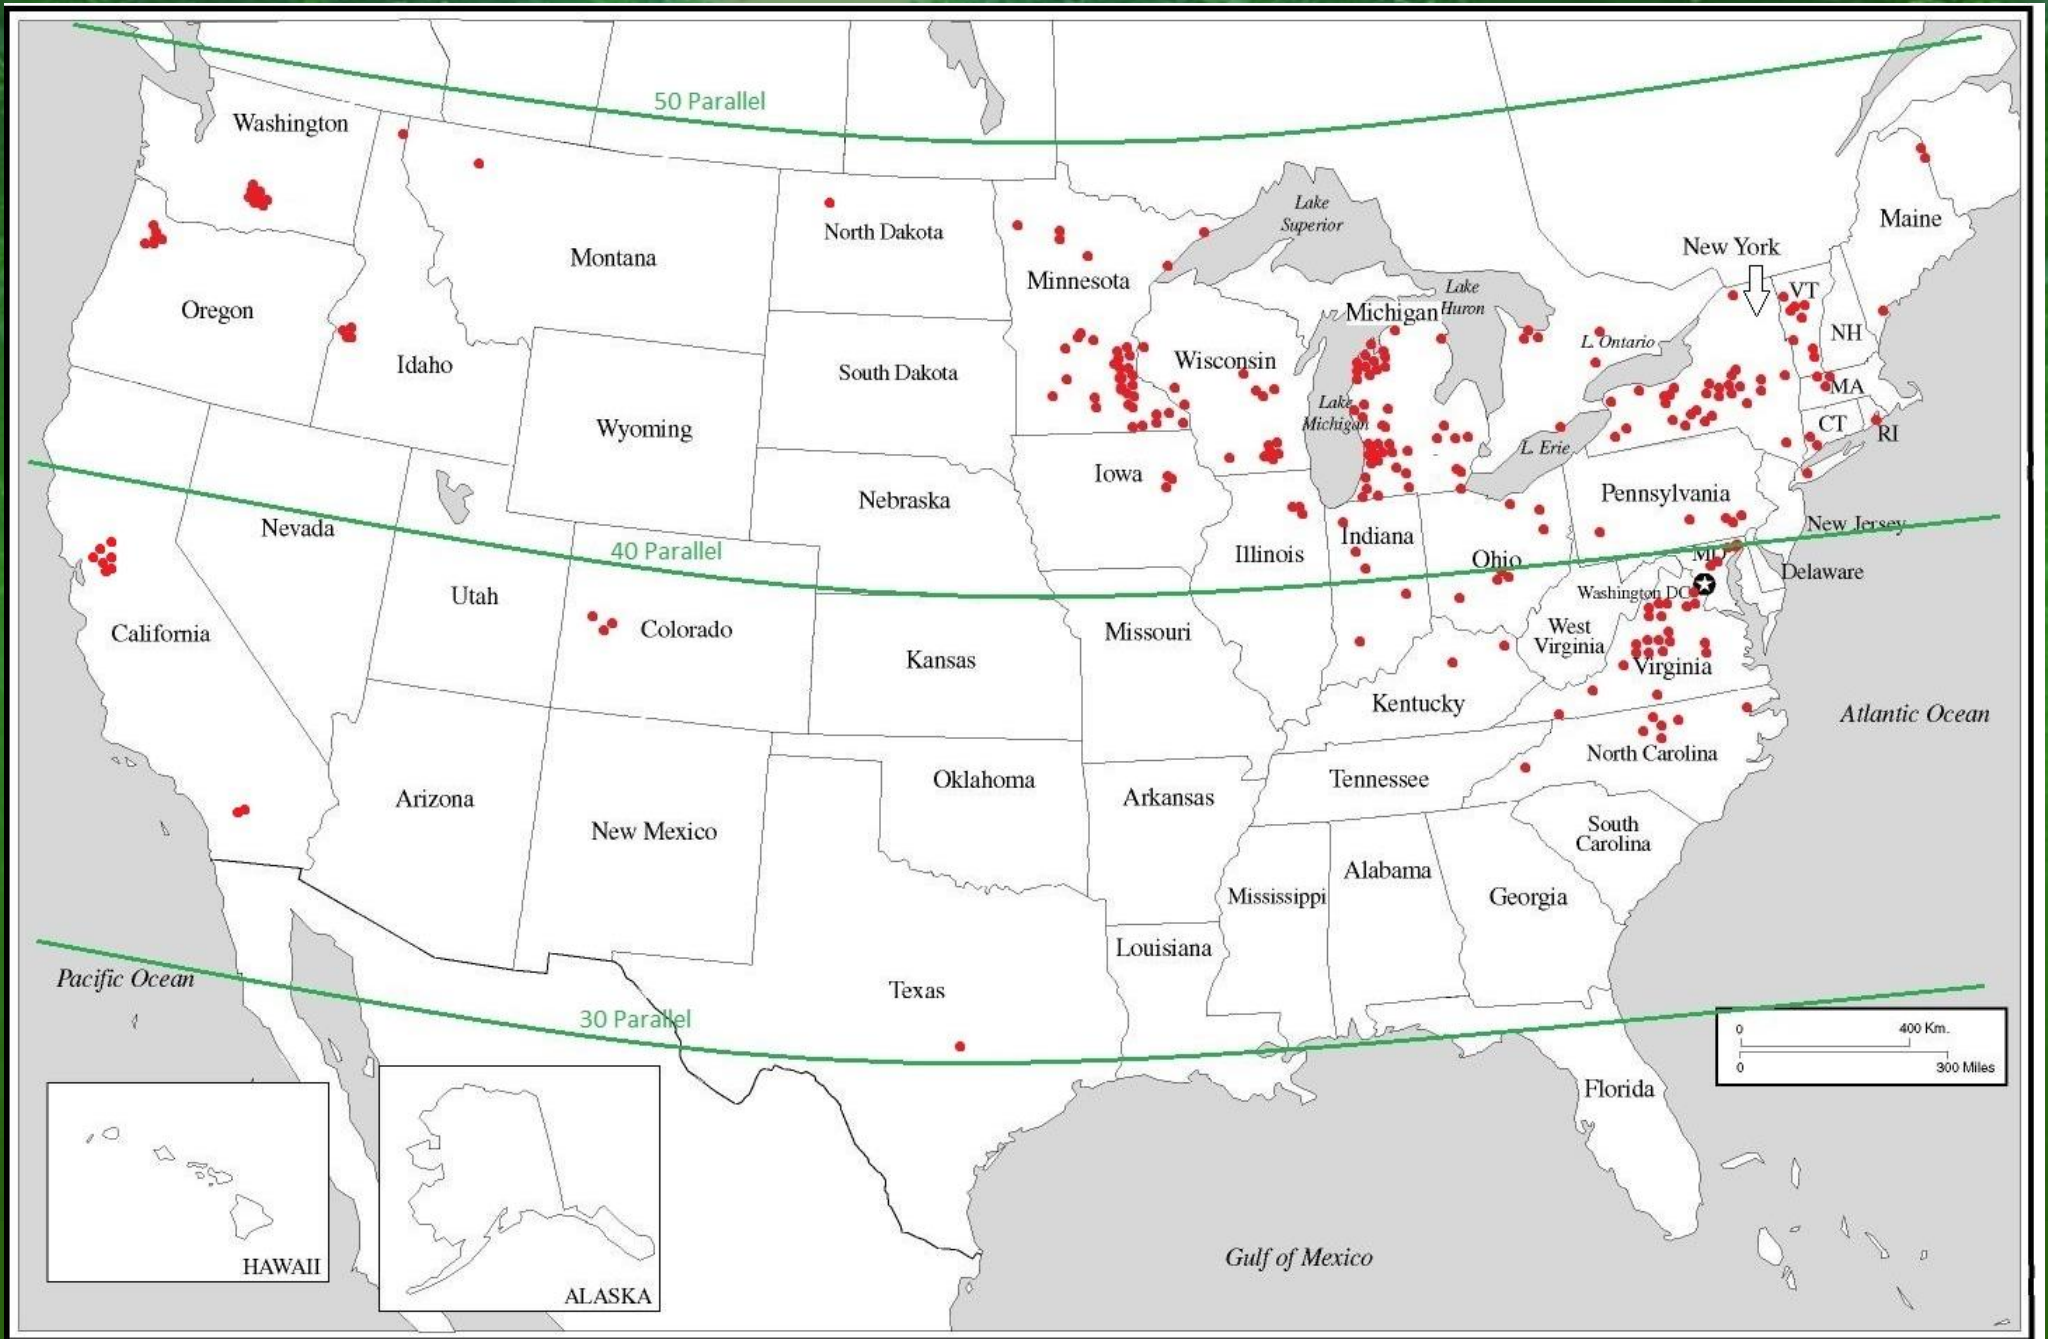 50 Parallel
Washington
Lake
Superior
Maine
North Dakota
New York
Montana
Minnesota
Lake
Huron
VT
Oregon
Michigan
NH
L. Ontario
Wisconsin
Idaho
South Dakota
MA
Lake
Michigan
Wyoming
CT
RI
L. Erie
Iowa
Nebraska
Pennsylvania
New Jersey
Nevada
Indiana
40 Parallel
Illinois
Ohio
MD
Delaware
Utah
Washington DC
California
Colorado
Missouri
West
Virginia
Kansas
Virginia
Kentucky
Atlantic Ocean
North Carolina
Oklahoma
Tennessee
Arizona
Arkansas
New Mexico
South
Carolina
Alabama
Mississippi
Georgia
Louisiana
Pacific Ocean
Texas
30 Parallel
0 400 Km.
0 300 Miles
Florida
Gulf of Mexico
HAWAII
ALASKA